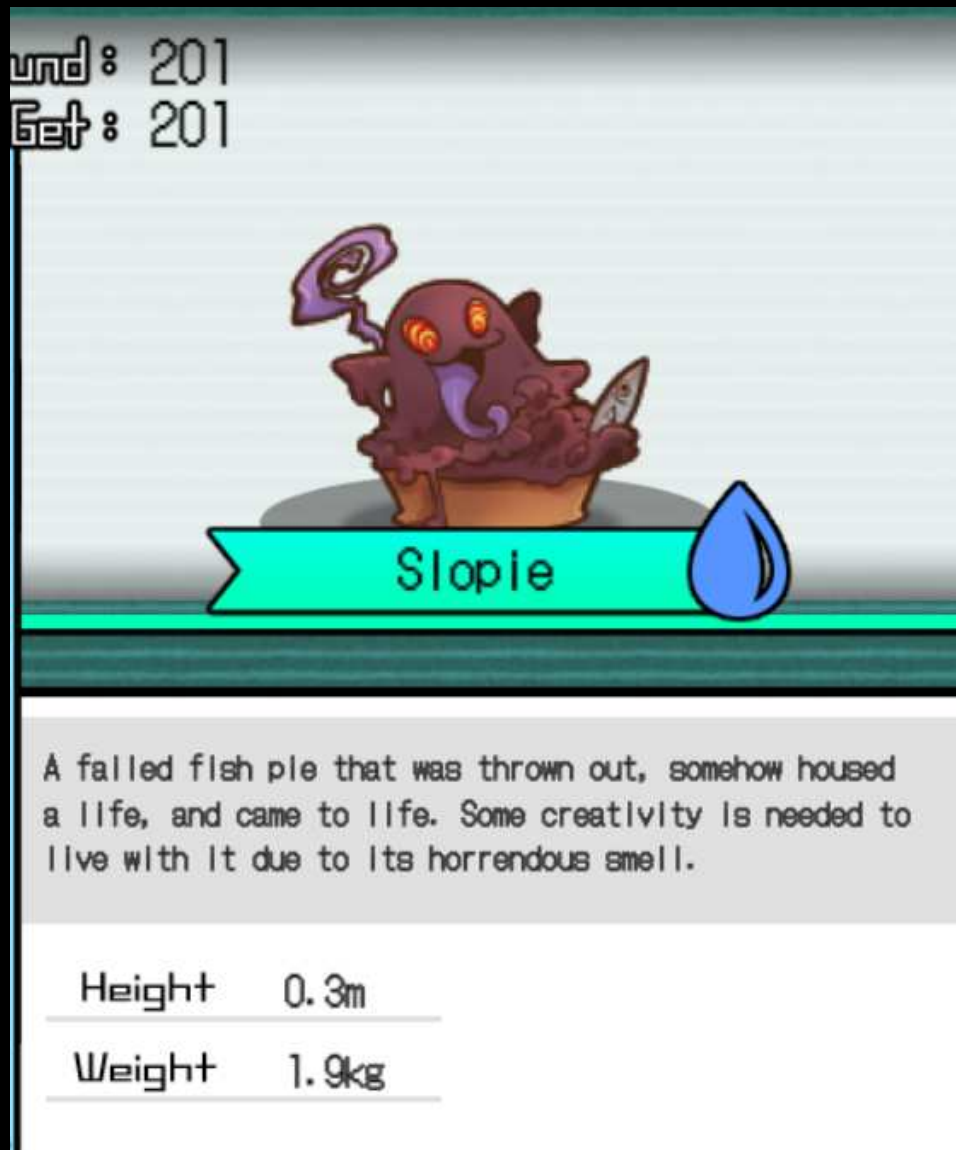 und: 201
Get: 201
Slopie
A failed fish pie that was thrown out, somehow housed
a life, and came to life. Some creativity is needed to
live with it due to its horrendous smell.
Height 0.3m
Weight 1.9kg